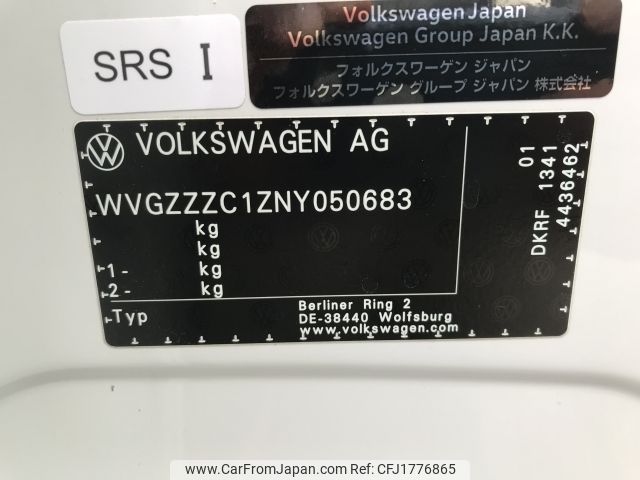 SRS I
Volkswagen Japan
Volkswagen Group Japan K.K.
フォルクスワーゲン ジャパン
フォルクスワーゲン グループ ジャパン 株式会社
VOLKSWAGEN AG
WVGZZZC1ZNY050683
kg
kg
1- kg
2- kg
Typ
Berliner Ring 2
DE-38440 Wolfsburg
www.volkswagen.com
01
DKRF 1341
4436462
www.CarFromJapan.com | CFJ1776865